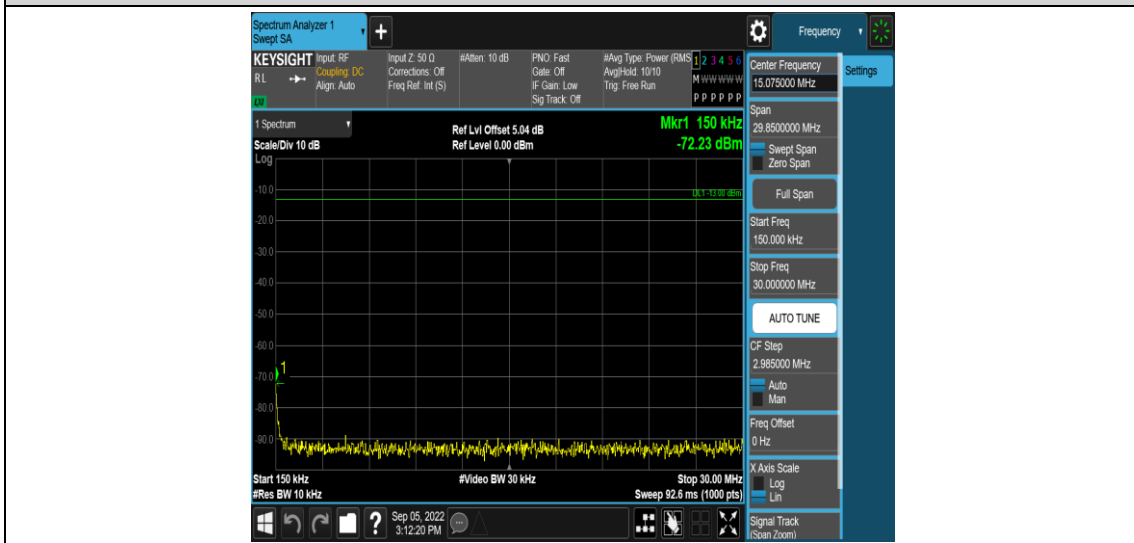 Spectrum Analyzer 1
Swept SA
Frequency
KEYSIGHT
RL
LXI
Input: RF
Coupling: DC
Align: Auto
Input Z: 50 Ω
Corrections: Off
Freq Ref: Int (S)
#Atten: 10 dB
PNO: Fast
Gate: Off
IF Gain: Low
Sig Track: Off
#Avg Type: Power (RMS
Avg|Hold: 10/10
Trig: Free Run
1 2 3 4 5 6
M W W W W W
P P P P P P
1 Spectrum
Scale/Div 10 dB
Ref Lvl Offset 5.04 dB
Ref Level 0.00 dBm
Mkr1 150 kHz
-72.23 dBm
Log
DL1 -13.00 dBm
-10.0
-20.0
-30.0
-40.0
-50.0
-60.0
1
-70.0
-80.0
-90.0
Start 150 kHz
#Video BW 30 kHz
Stop 30.00 MHz
#Res BW 10 kHz
Sweep 92.6 ms (1000 pts)
?
Sep 05, 2022
3:12:20 PM
Center Frequency
15.075000 MHz
Settings
Span
29.8500000 MHz
Swept Span
Zero Span
Full Span
Start Freq
150.000 kHz
Stop Freq
30.000000 MHz
AUTO TUNE
CF Step
2.985000 MHz
Auto
Man
Freq Offset
0 Hz
X Axis Scale
Log
Lin
Signal Track
(Span Zoom)